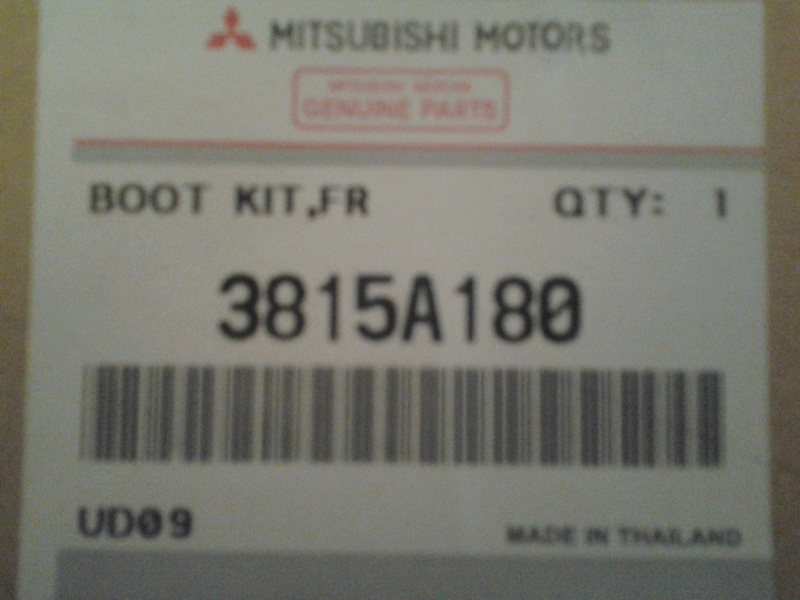 MITSUBISHI MOTORS
GENUINE PARTS
BOOT KIT,FR QTY: 1
3815A180
UD09
MADE IN THAILAND